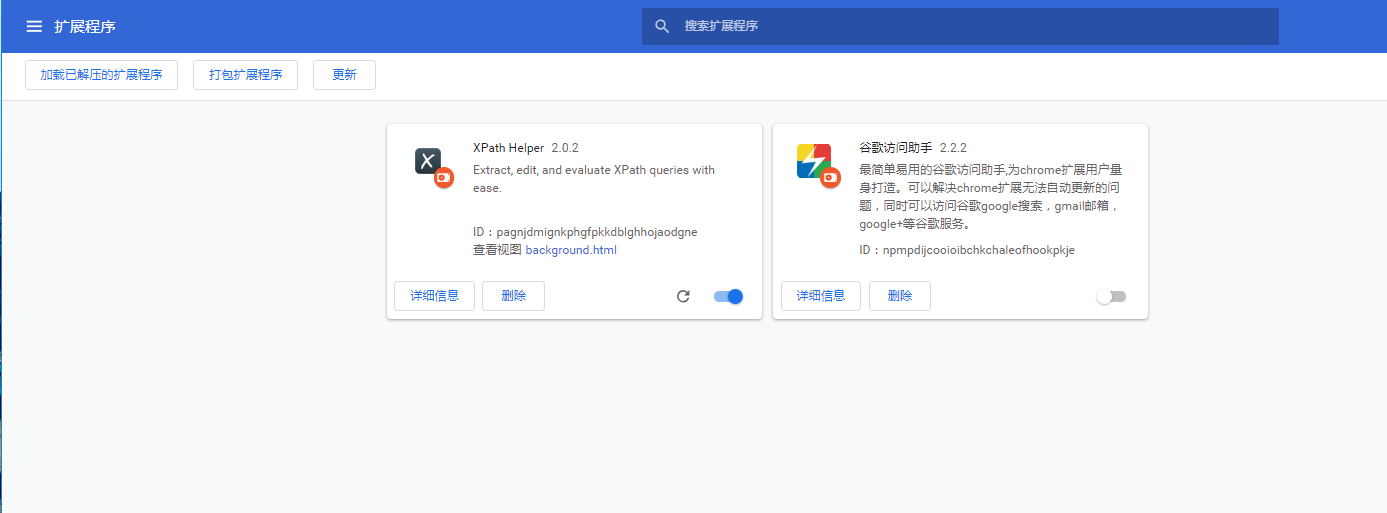 扩展程序
搜索扩展程序
加载已解压的扩展程序
打包扩展程序
更新
XPath Helper 2.0.2
Extract, edit, and evaluate XPath queries with
ease.
ID：pagnjdmignkphgfpkkdblghhojaodgne
查看视图 background.html
详细信息
删除
谷歌访问助手 2.2.2
最简单易用的谷歌访问助手,为chrome扩展用户量
身打造。可以解决chrome扩展无法自动更新的问
题，同时可以访问谷歌google搜索，gmail邮箱，
google+等谷歌服务。
ID：npmpdijcooioibchkchaleofhookpkje
详细信息
删除